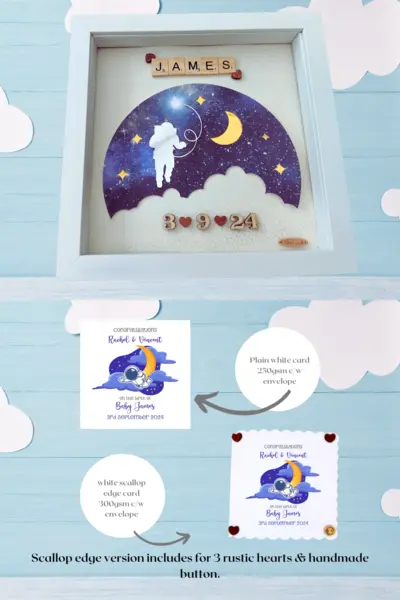 JAMES
3 9 24
CONGRATULATIONS
Rachel & Vincent
Plain white card
250gsm c/w
envelope
on the birth of
Baby James
3rd September 2024
white scallop
edge card
300gsm c/w
envelope
CONGRATULATIONS
Rachel & Vincent
on the birth of
Baby James
3rd September 2024
Scallop edge version includes for 3 rustic hearts & handmade
button.